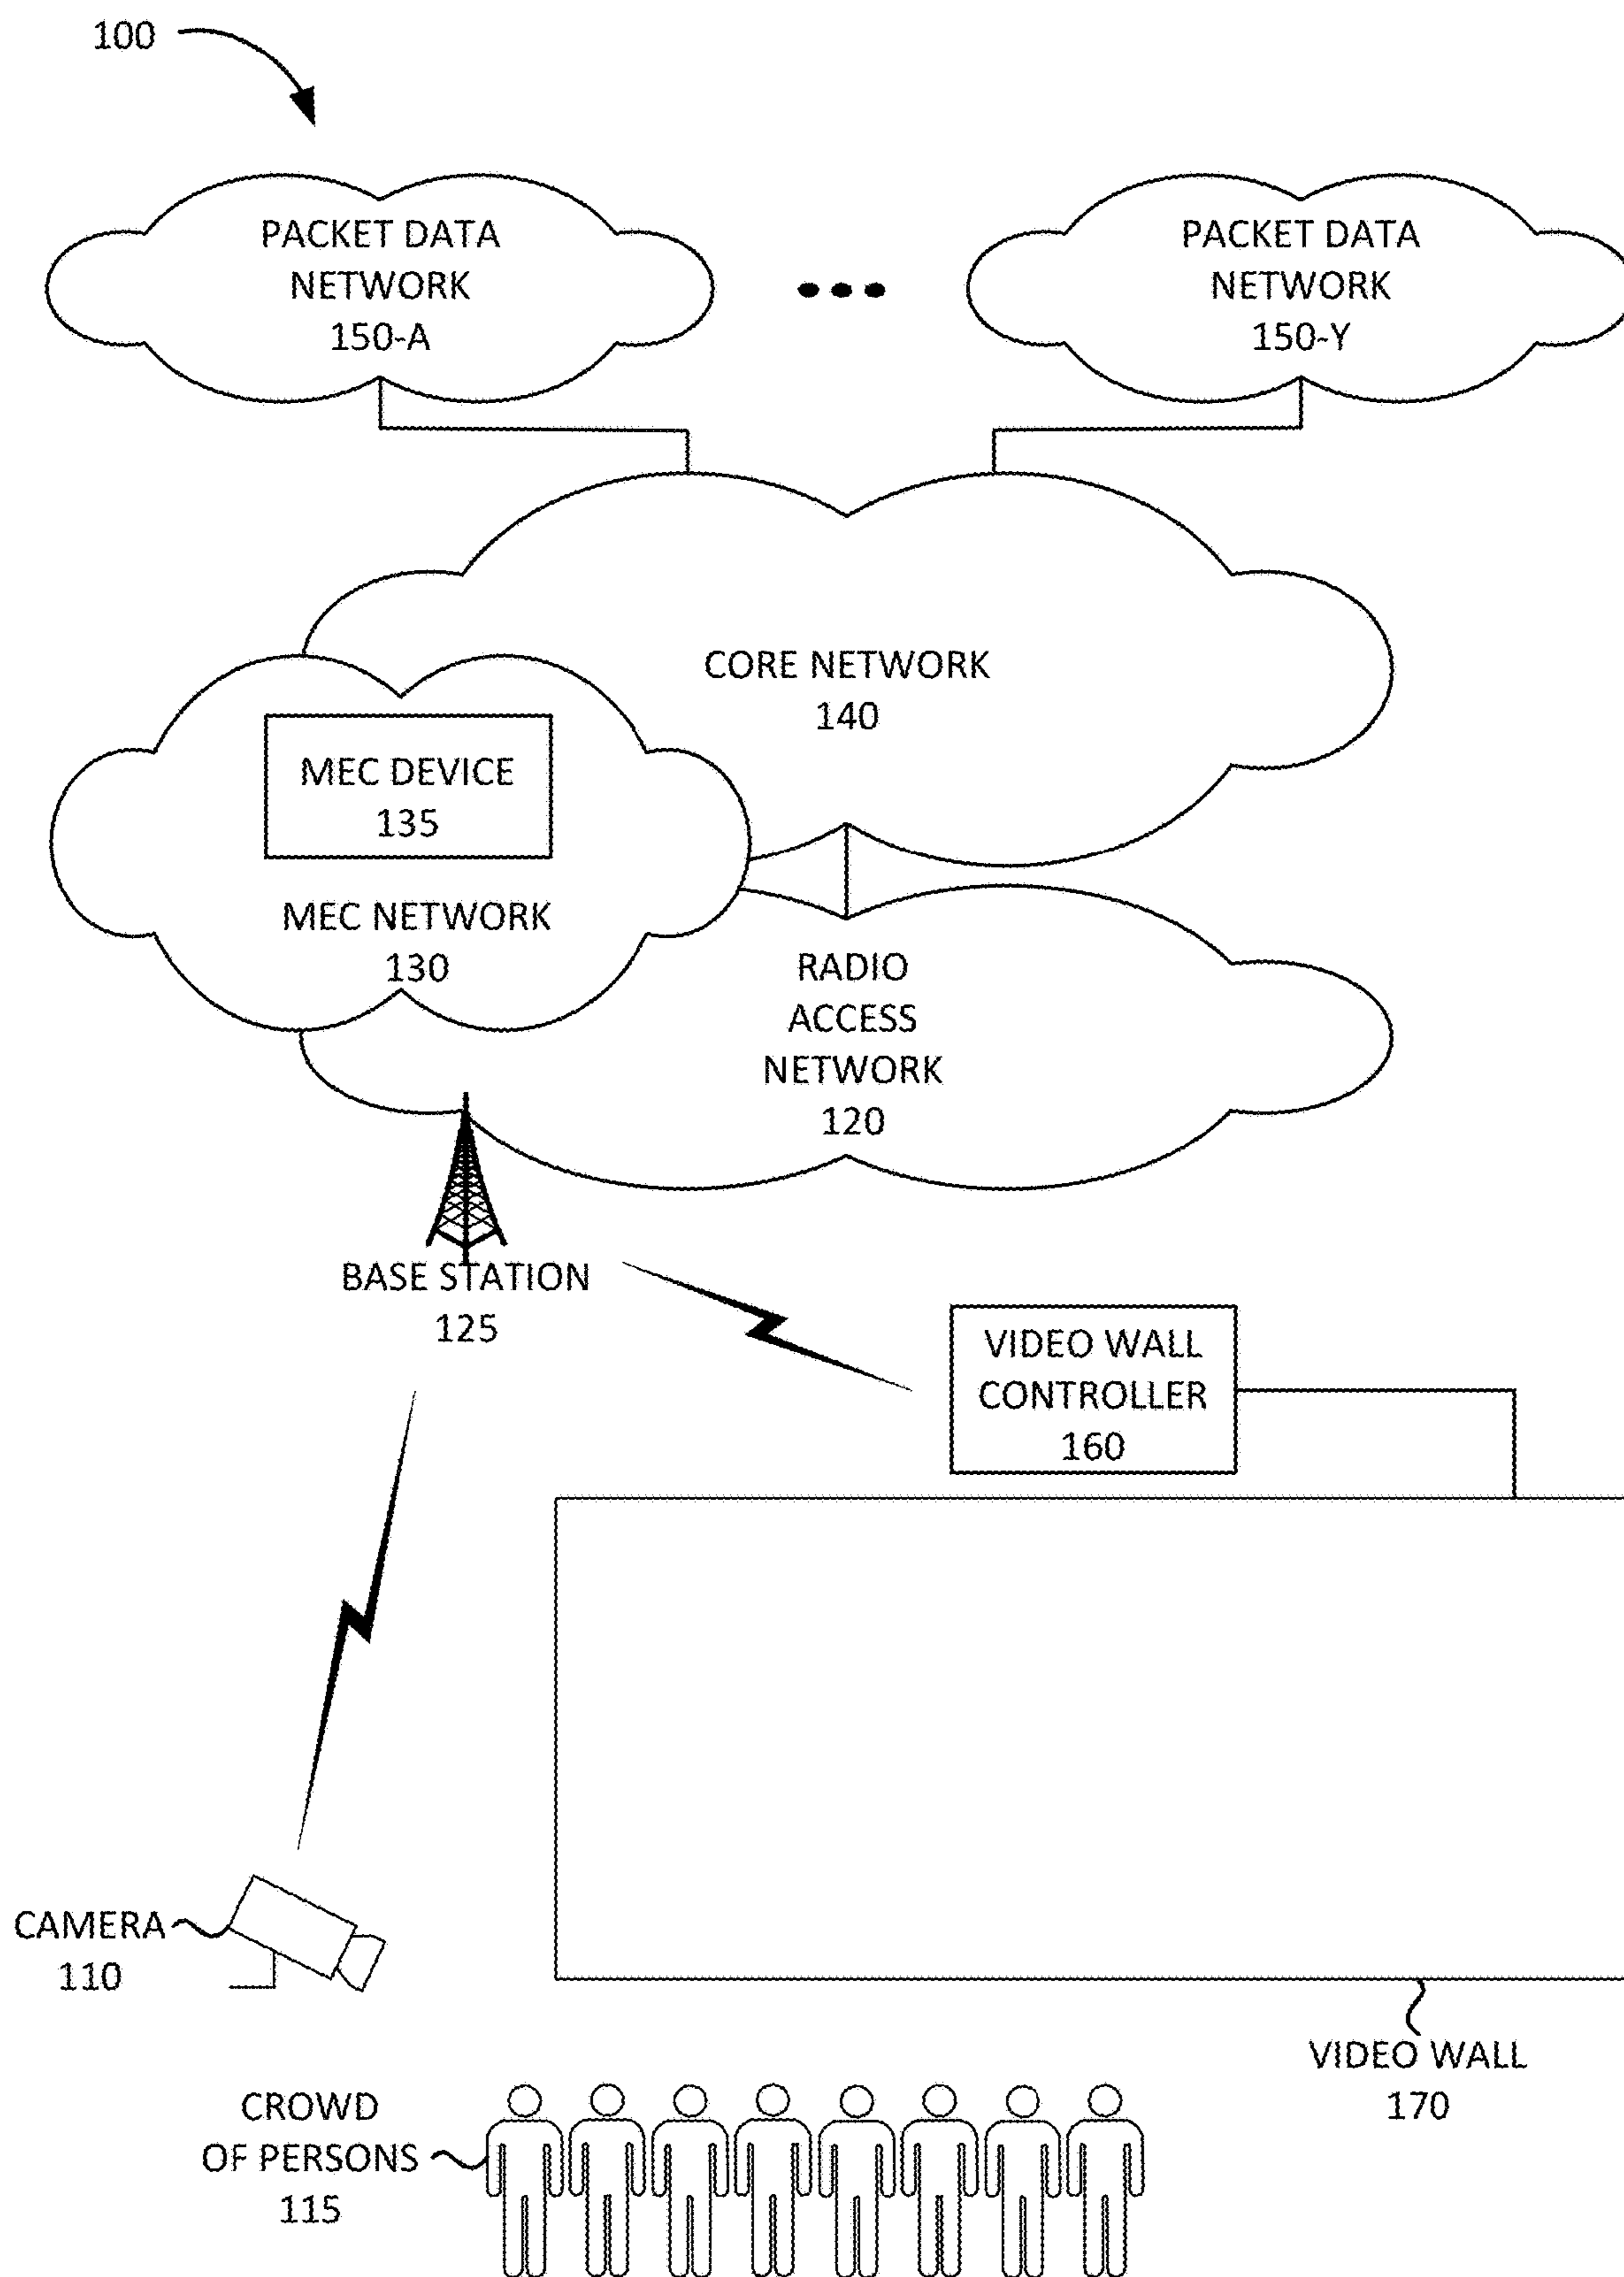 100
PACKET DATA
NETWORK
150-A
PACKET DATA
NETWORK
150-Y
CORE NETWORK
140
MEC DEVICE
135
MEC NETWORK
130
RADIO
ACCESS
NETWORK
120
BASE STATION
125
VIDEO WALL
CONTROLLER
160
CAMERA
110
VIDEO WALL
170
CROWD
OF PERSONS
115